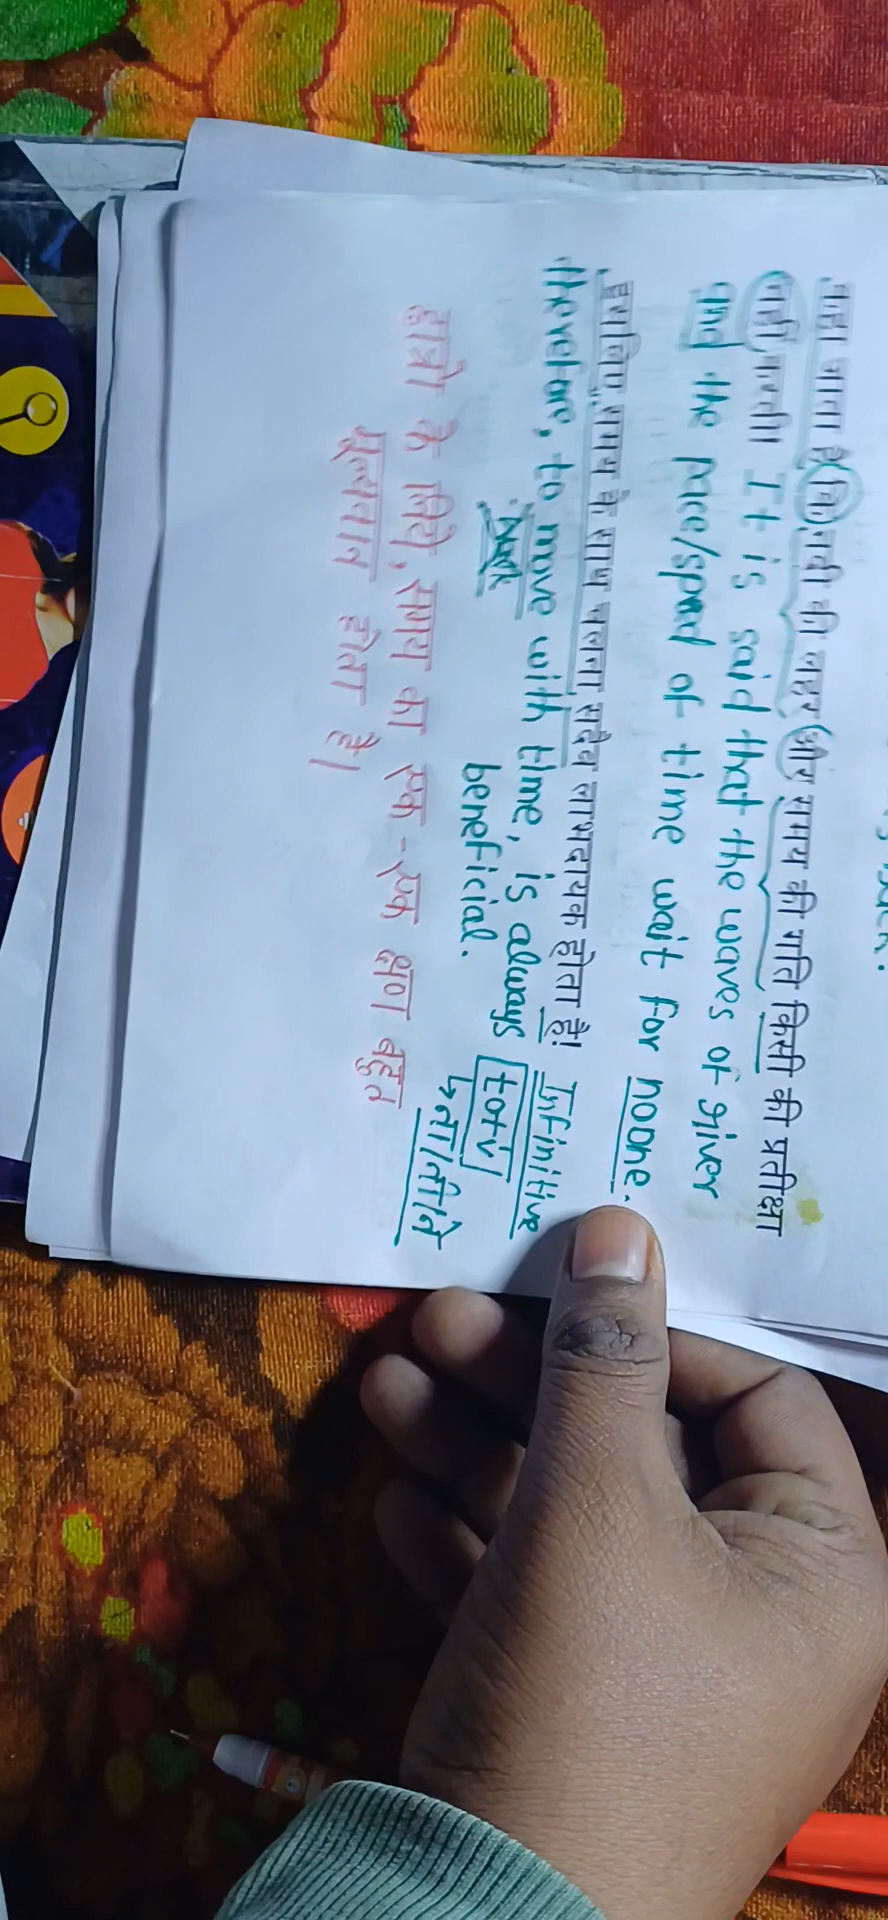 कहा जाता है कि, नदी की लहर और समय की गति किसी की प्रतीक्षा
नहीं करती। It is said that the waves of river
and the pace/spead of time wait for noone.
इसलिए, समय के साथ चलना, सदैव लाभदायक होता है। Infinitive
therefore, to move with time, is always to+V¹
beneficial. ना/नी/ने
छात्रो के लिये, समय का एक-एक क्षण बहुत
मूल्यवान होता है।